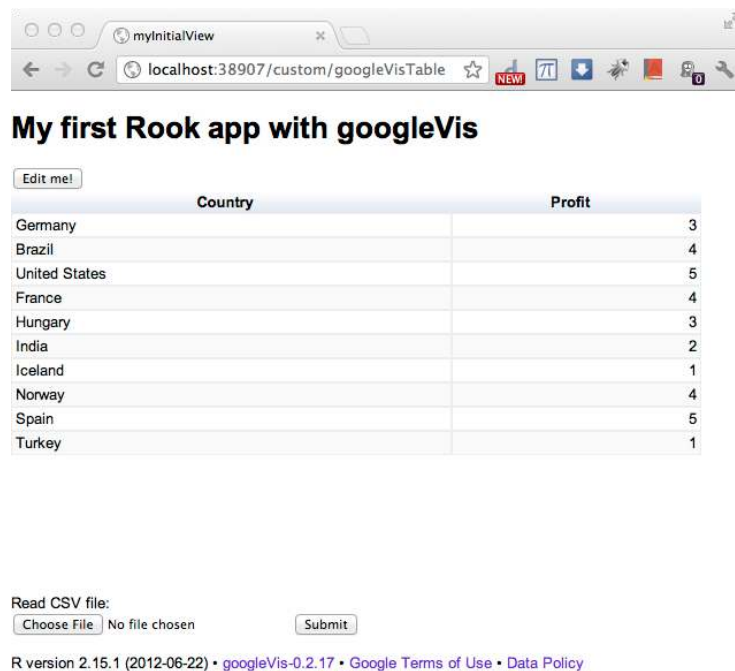 myInitialView
localhost:38907/custom/googleVisTable
NEW!
π
0
My first Rook app with googleVis
Edit me!
Country Profit
Germany 3
Brazil 4
United States 5
France 4
Hungary 3
India 2
Iceland 1
Norway 4
Spain 5
Turkey 1
Read CSV file:
Choose File No file chosen Submit
R version 2.15.1 (2012-06-22) • googleVis-0.2.17 • Google Terms of Use • Data Policy